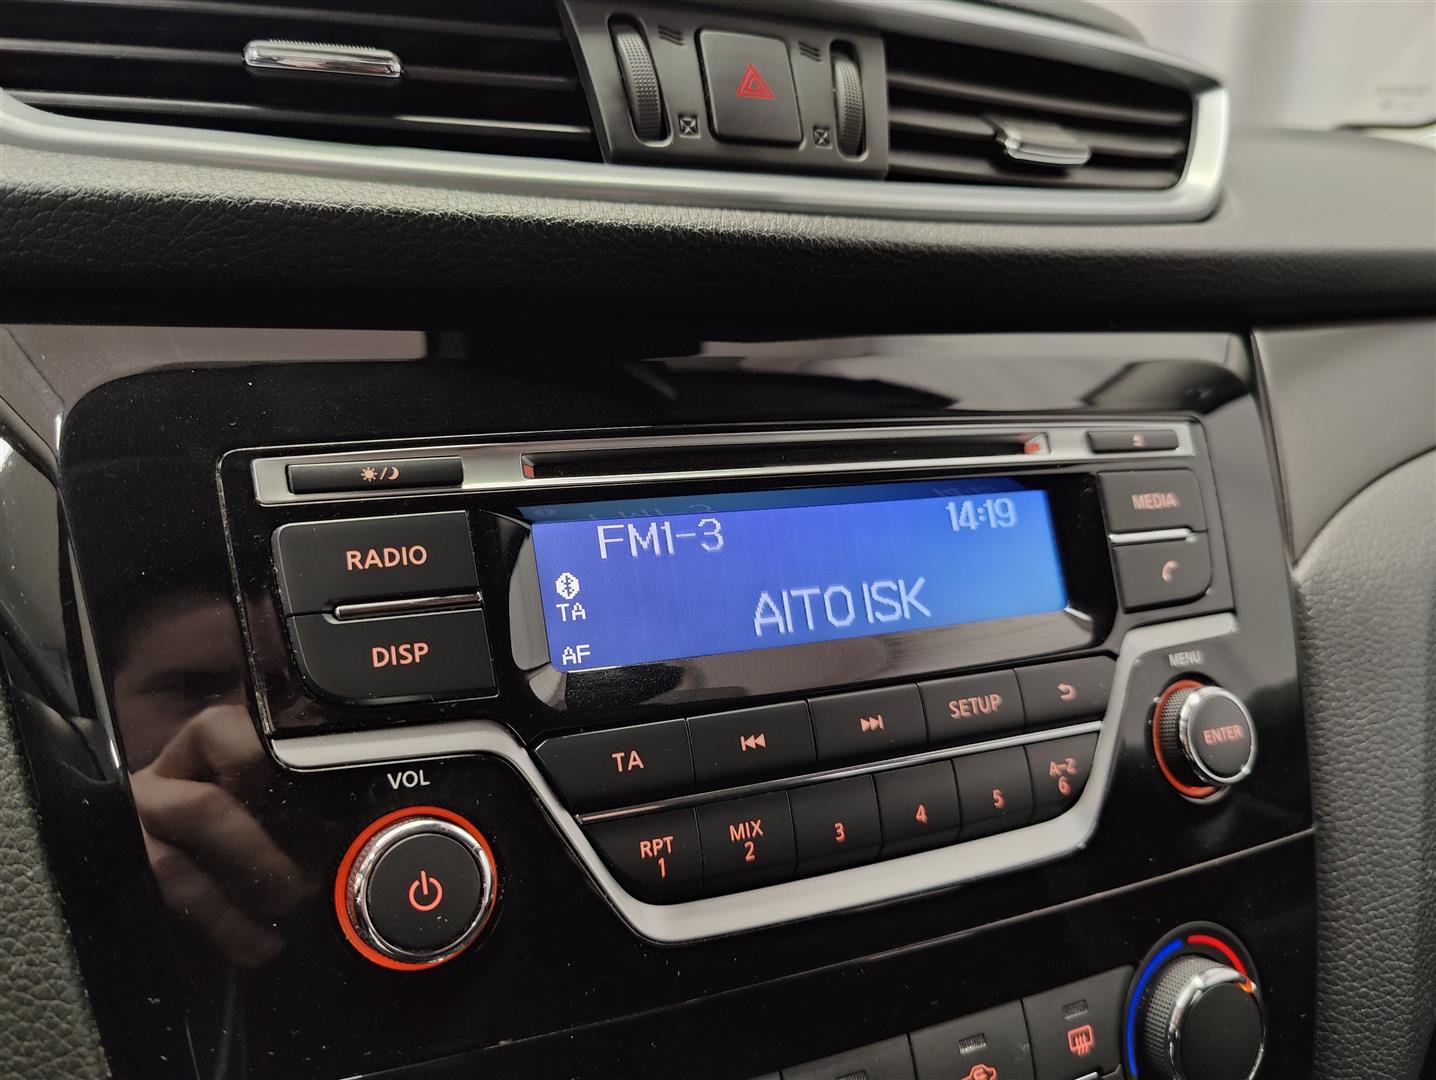 FM1-3
14:19
TA
AITO ISK
AF
MEDIA
RADIO
DISP
MENU
TA
SETUP
ENTER
VOL
RPT
1
MIX
2
3
4
5
A-Z
6